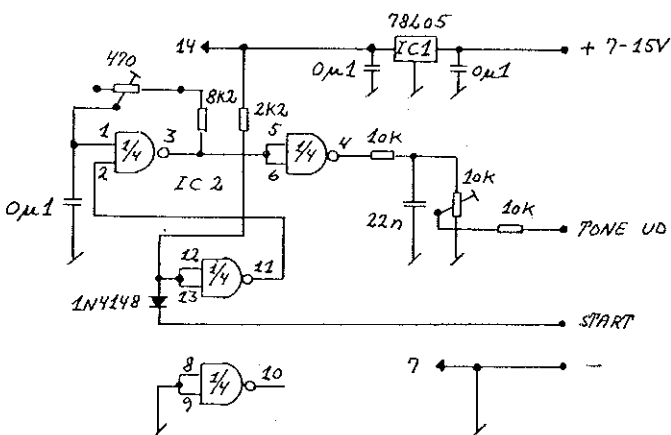 78L05
14
IC1
+ 7-15V
0µ1
0µ1
470
8K2
2K2
1
2
1/4
3
5
6
1/4
4
10K
10K
IC2
0µ1
22n
10K
TONE UD
12
13
1/4
11
1N4148
START
8
9
1/4
10
7
-